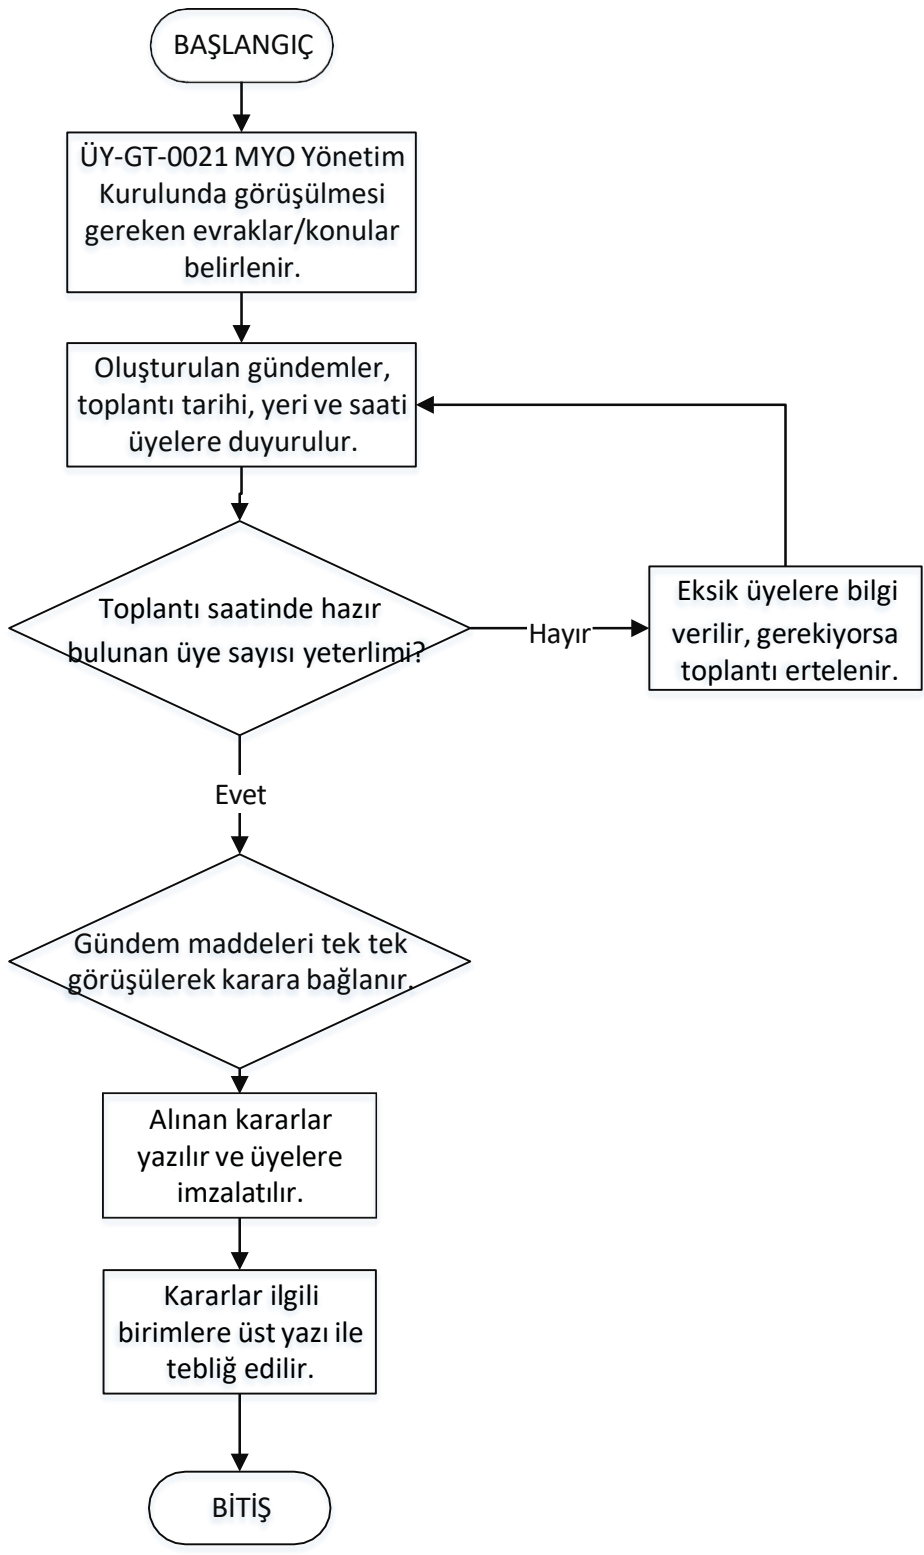 BAŞLANGIÇ
ÜY-GT-0021 MYO Yönetim
Kurulunda görüşülmesi
gereken evraklar/konular
belirlenir.
Oluşturulan gündemler,
toplantı tarihi, yeri ve saati
üyelere duyurulur.
Toplantı saatinde hazır
bulunan üye sayısı yeterlimi?
Hayır
Eksik üyelere bilgi
verilir, gerekiyorsa
toplantı ertelenir.
Evet
Gündem maddeleri tek tek
görüşülerek karara bağlanır.
Alınan kararlar
yazılır ve üyelere
imzalatılır.
Kararlar ilgili
birimlere üst yazı ile
tebliğ edilir.
BİTİŞ